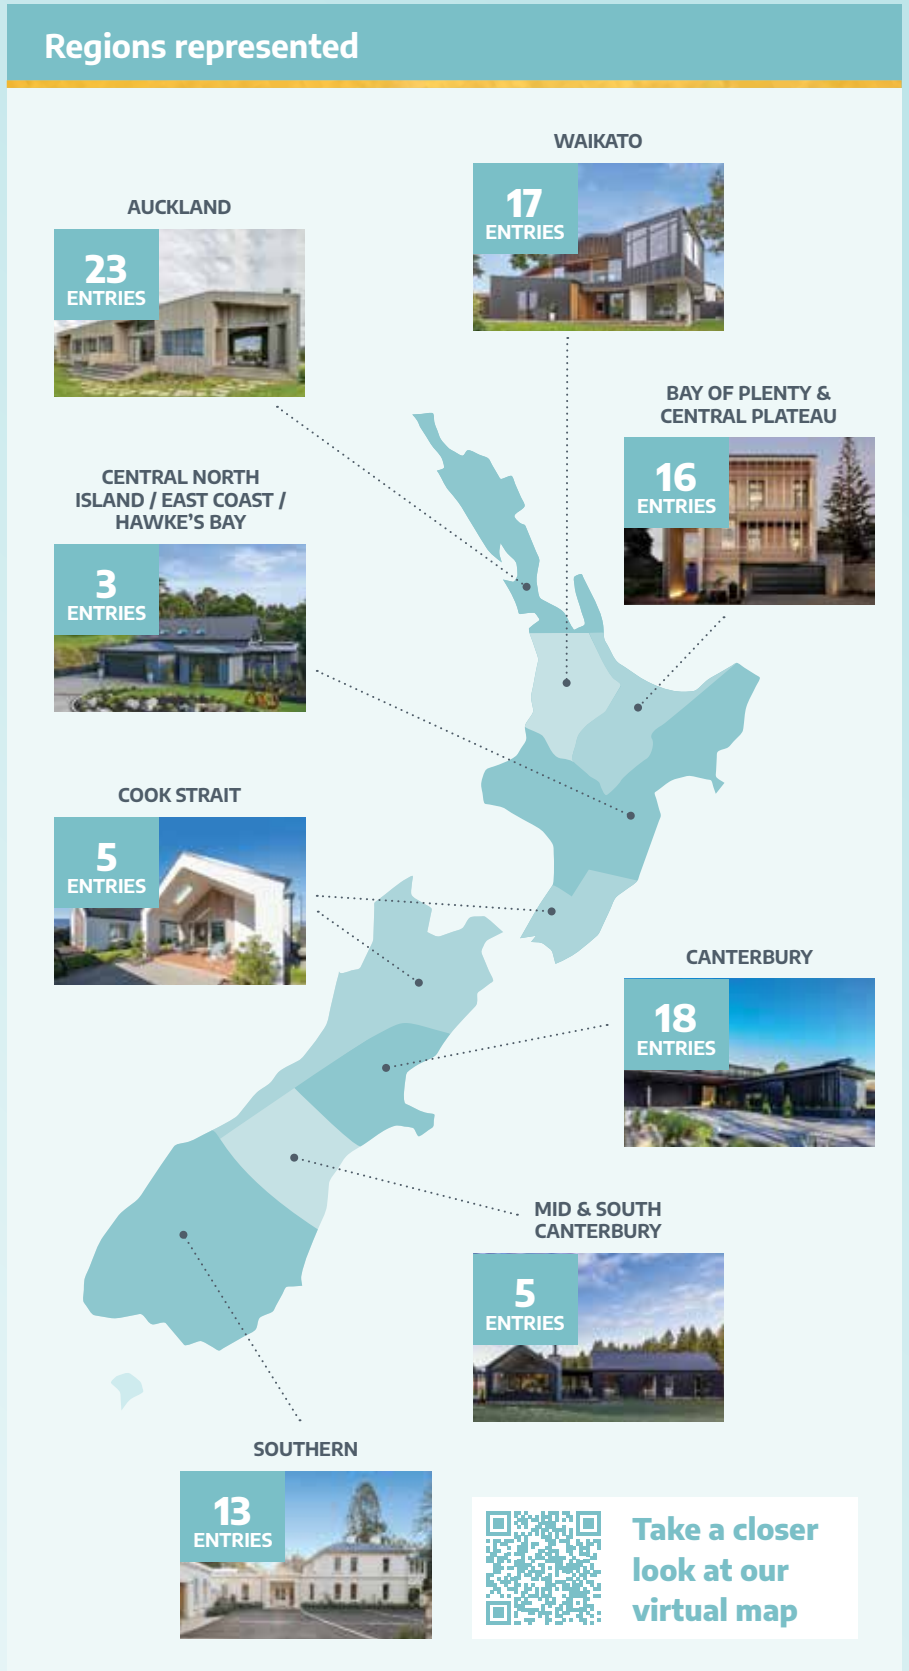 Regions represented
WAIKATO
17
ENTRIES
AUCKLAND
23
ENTRIES
BAY OF PLENTY &
CENTRAL PLATEAU
16
ENTRIES
CENTRAL NORTH
ISLAND / EAST COAST /
HAWKE’S BAY
3
ENTRIES
COOK STRAIT
5
ENTRIES
CANTERBURY
18
ENTRIES
MID & SOUTH
CANTERBURY
5
ENTRIES
SOUTHERN
13
ENTRIES
Take a closer
look at our
virtual map